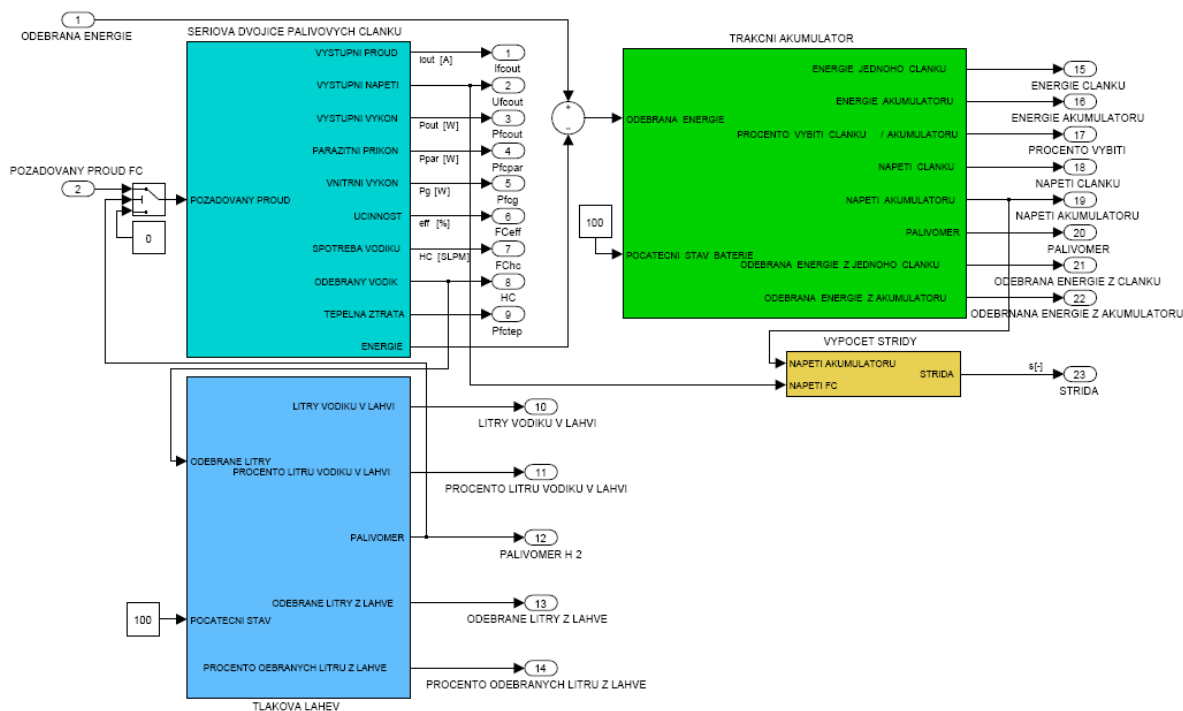 1
ODEBRANA ENERGIE
SERIOVA DVOJICE PALIVOVYCH CLANKU
VYSTUPNI PROUD
VYSTUPNI NAPETI
VYSTUPNI VYKON
PARAZITNI PRIKON
VNITRNI VYKON
UCINNOST
SPOTREBA VODIKU
ODEBRANY VODIK
TEPELNA ZTRATA
ENERGIE
POZADOVANY PROUD
POZADOVANY PROUD FC
2
0
Iout [A]
Pout [W]
Ppar [W]
Pg [W]
eff [%]
HC [SLPM]
1
Ifcout
2
Ufcout
3
Pfcout
4
Pfcpar
5
Pfcg
6
FCeff
7
FChc
8
HC
9
Pfctep
+
−
TRAKCNI AKUMULATOR
ODEBRANA ENERGIE
100
POCATECNI STAV BATERIE
ENERGIE JEDNOHO CLANKU
ENERGIE AKUMULATORU
PROCENTO VYBITI CLANKU / AKUMULATORU
NAPETI CLANKU
NAPETI AKUMULATORU
PALIVOMER
ODEBRANA ENERGIE Z JEDNOHO CLANKU
ODEBRANA ENERGIE Z AKUMULATORU
15
ENERGIE CLANKU
16
ENERGIE AKUMULATORU
17
PROCENTO VYBITI
18
NAPETI CLANKU
19
NAPETI AKUMULATORU
20
PALIVOMER
21
ODEBRANA ENERGIE Z CLANKU
22
ODEBRNANA ENERGIE Z AKUMULATORU
VYPOCET STRIDY
NAPETI AKUMULATORU
NAPETI FC
STRIDA
s[-]
23
STRIDA
LITRY VODIKU V LAHVI
ODEBRANE LITRY
PROCENTO LITRU VODIKU V LAHVI
PALIVOMER
ODEBRANE LITRY Z LAHVE
100
POCATECNI STAV
PROCENTO OEBRANYCH LITRU Z LAHVE
TLAKOVA LAHEV
10
LITRY VODIKU V LAHVI
11
PROCENTO LITRU VODIKU V LAHVI
12
PALIVOMER H 2
13
ODEBRANE LITRY Z LAHVE
14
PROCENTO ODEBRANYCH LITRU Z LAHVE